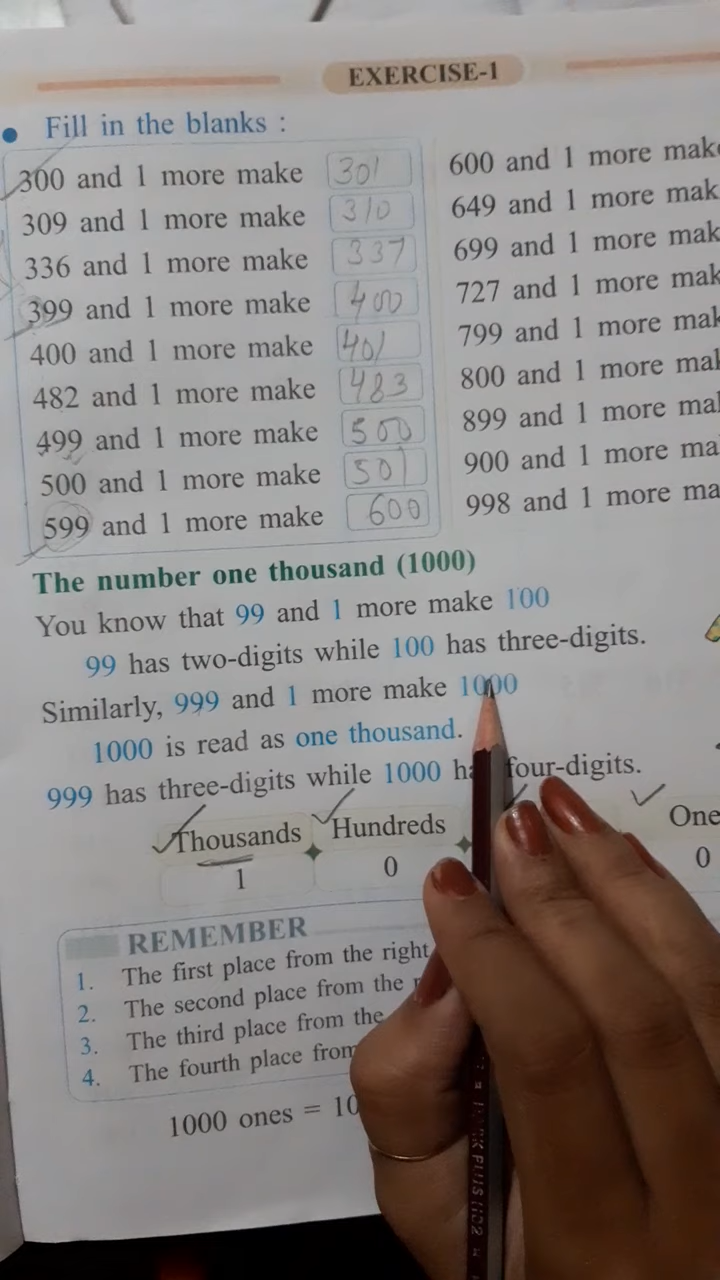 EXERCISE-1
Fill in the blanks :
300 and 1 more make 301
309 and 1 more make 310
336 and 1 more make 337
399 and 1 more make 400
400 and 1 more make 401
482 and 1 more make 483
499 and 1 more make 500
500 and 1 more make 501
599 and 1 more make 600
600 and 1 more make
649 and 1 more mak
699 and 1 more mak
727 and 1 more mak
799 and 1 more mak
800 and 1 more mal
899 and 1 more mal
900 and 1 more ma
998 and 1 more ma
The number one thousand (1000)
You know that 99 and 1 more make 100
99 has two-digits while 100 has three-digits.
Similarly, 999 and 1 more make 1000
1000 is read as one thousand.
999 has three-digits while 1000 ha four-digits.
Thousands Hundreds One
1 0 0
REMEMBER
1. The first place from the right
2. The second place from the
3. The third place from the
4. The fourth place from
1000 ones = 10